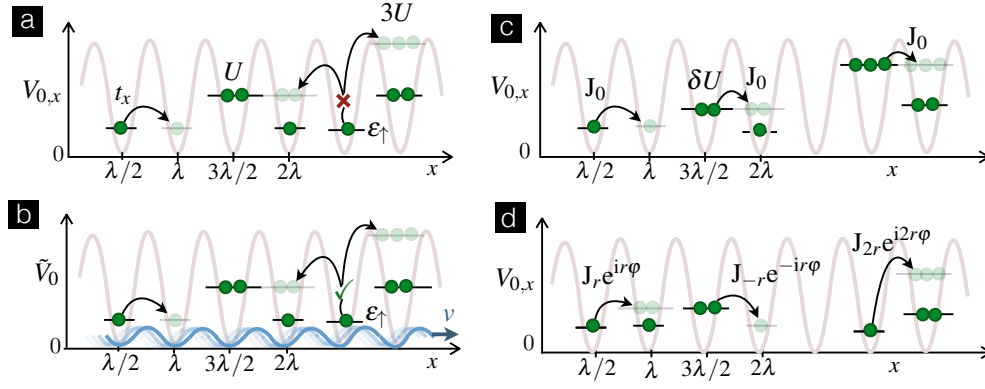 a
3U
V₀,ₓ
tₓ
U
ε↑
0
λ/2
λ
3λ/2
2λ
x
b
Ṽ₀
ε↑
v
0
λ/2
λ
3λ/2
2λ
x
c
J₀
V₀,ₓ
J₀
δU
J₀
0
λ/2
λ
3λ/2
2λ
x
d
J₂ᵣe^{i2rφ}
V₀,ₓ
Jᵣe^{irφ}
J₋ᵣe^{-irφ}
0
λ/2
λ
3λ/2
2λ
x